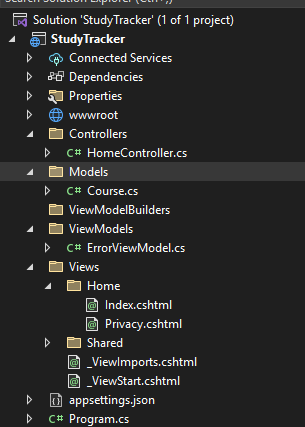 Search Solution Explorer (Ctrl+;)
Solution 'StudyTracker' (1 of 1 project)
StudyTracker
Connected Services
Dependencies
Properties
wwwroot
Controllers
C# HomeController.cs
Models
C# Course.cs
ViewModelBuilders
ViewModels
C# ErrorViewModel.cs
Views
Home
@ Index.cshtml
@ Privacy.cshtml
Shared
@ _ViewImports.cshtml
@ _ViewStart.cshtml
appsettings.json
C# Program.cs